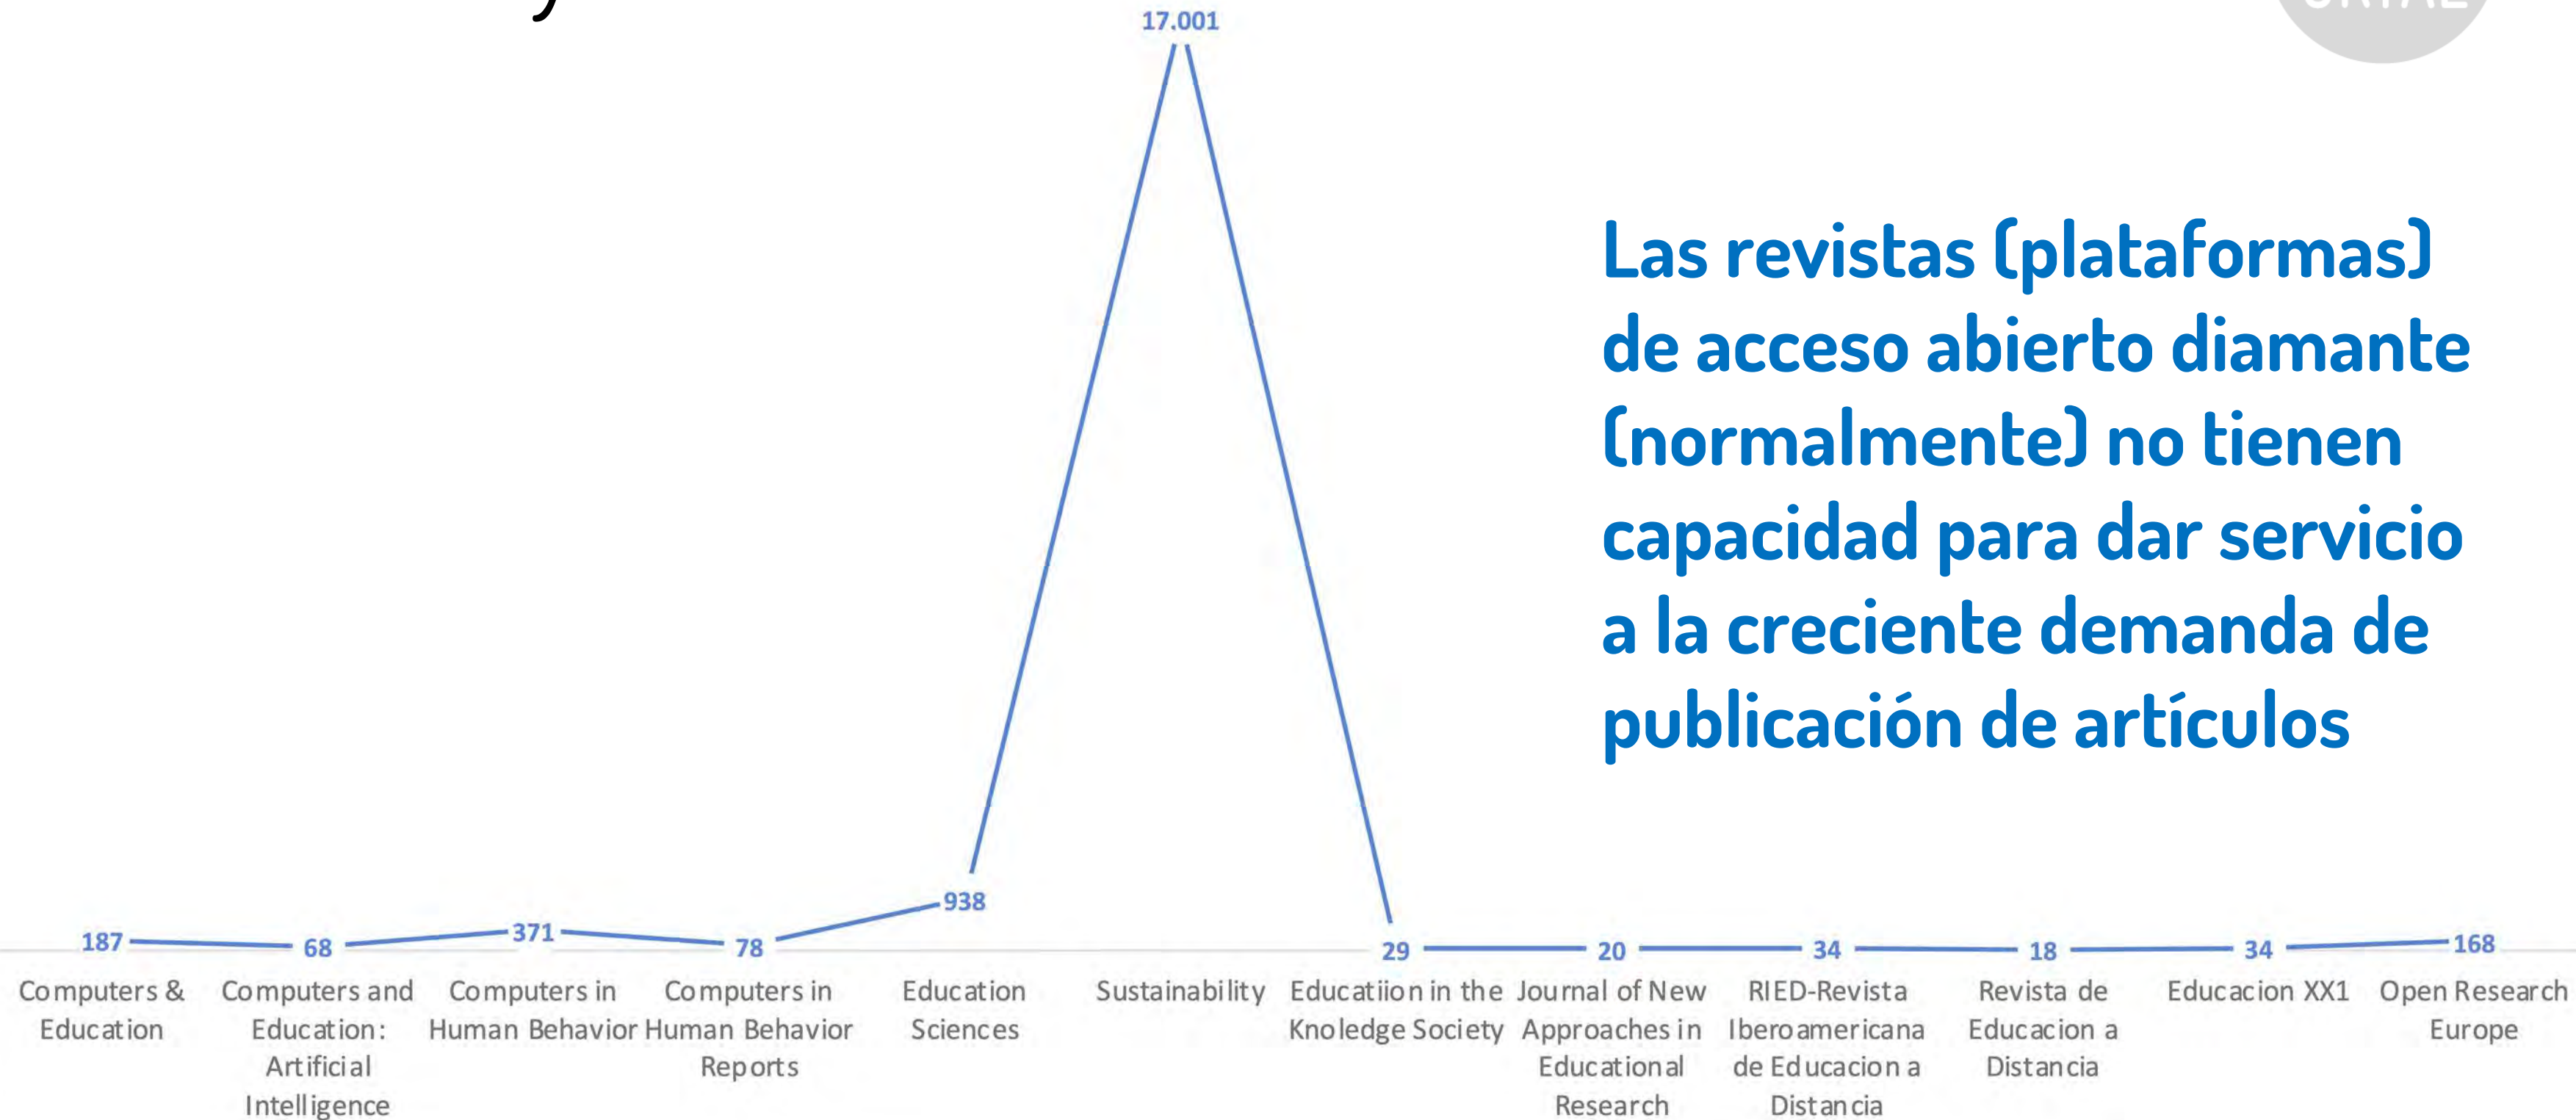 17.001
Las revistas (plataformas)
de acceso abierto diamante
(normalmente) no tienen
capacidad para dar servicio
a la creciente demanda de
publicación de artículos
187
68
371
78
938
29
20
34
18
34
168
Computers &
Education
Computers and
Education:
Artificial
Intelligence
Computers in
Human Behavior
Computers in
Human Behavior
Reports
Education
Sciences
Sustainability
Educatiion in the
Knoledge Society
Journal of New
Approaches in
Educational
Research
RIED-Revista
Iberoamericana
de Educacion a
Distancia
Revista de
Educacion a
Distancia
Educacion XX1
Open Research
Europe